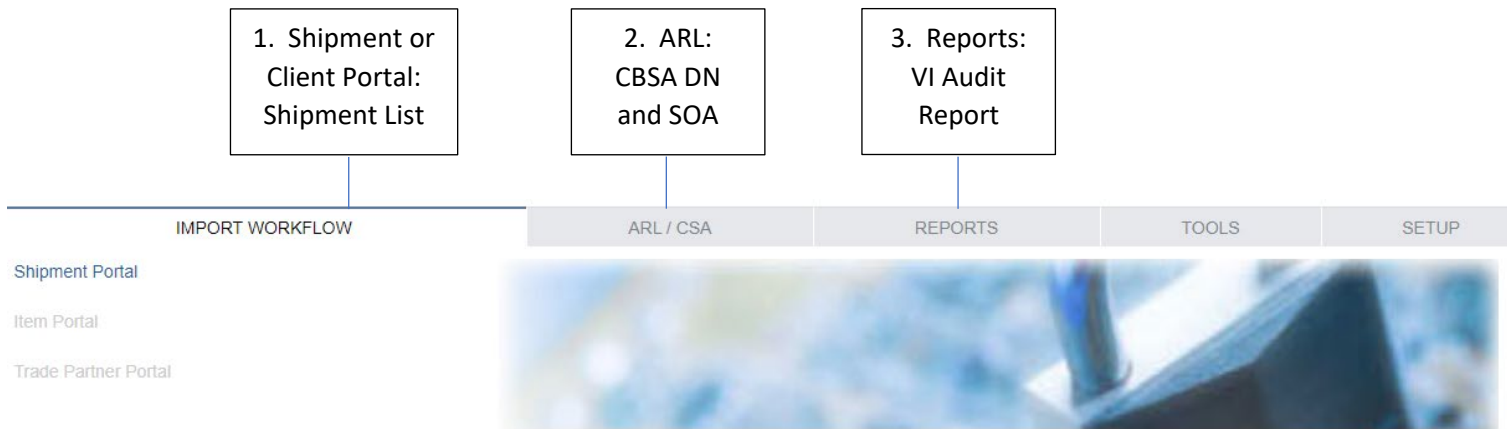 1. Shipment or
Client Portal:
Shipment List
2. ARL:
CBSA DN
and SOA
3. Reports:
VI Audit
Report
IMPORT WORKFLOW
ARL / CSA
REPORTS
TOOLS
SETUP
Shipment Portal
Item Portal
Trade Partner Portal